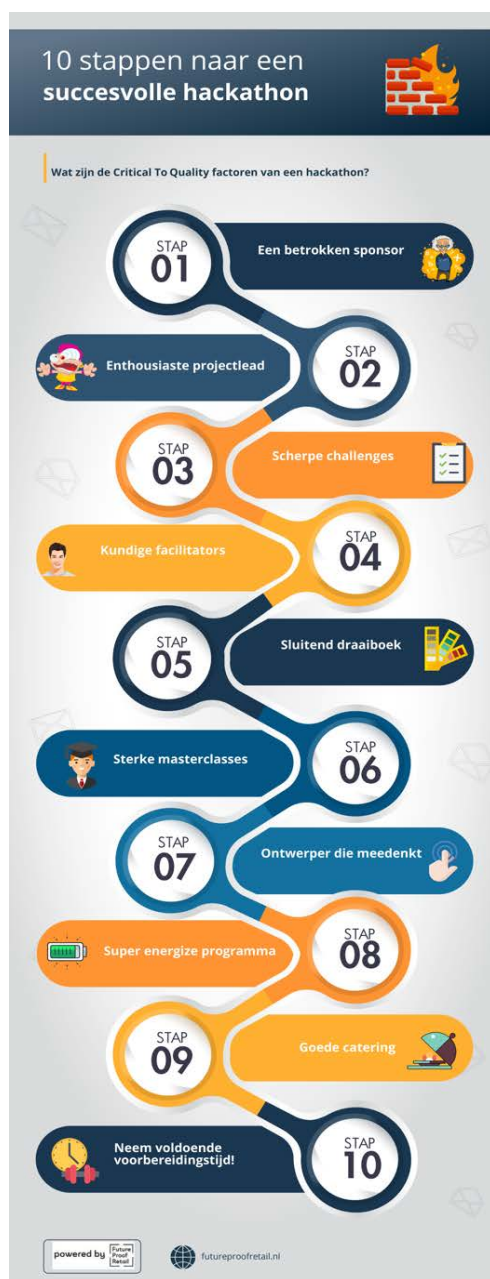 10 stappen naar een
succesvolle hackathon
Wat zijn de Critical To Quality factoren van een hackathon?
STAP
01
Een betrokken sponsor
Enthousiaste projectlead
STAP
02
STAP
03
Scherpe challenges
Kundige facilitators
STAP
04
STAP
05
Sluitend draaiboek
Sterke masterclasses
STAP
06
STAP
07
Ontwerper die meedenkt
Super energize programma
STAP
08
STAP
09
Goede catering
Neem voldoende
voorbereidingstijd!
STAP
10
powered by
Future
Proof
Retail
futureproofretail.nl